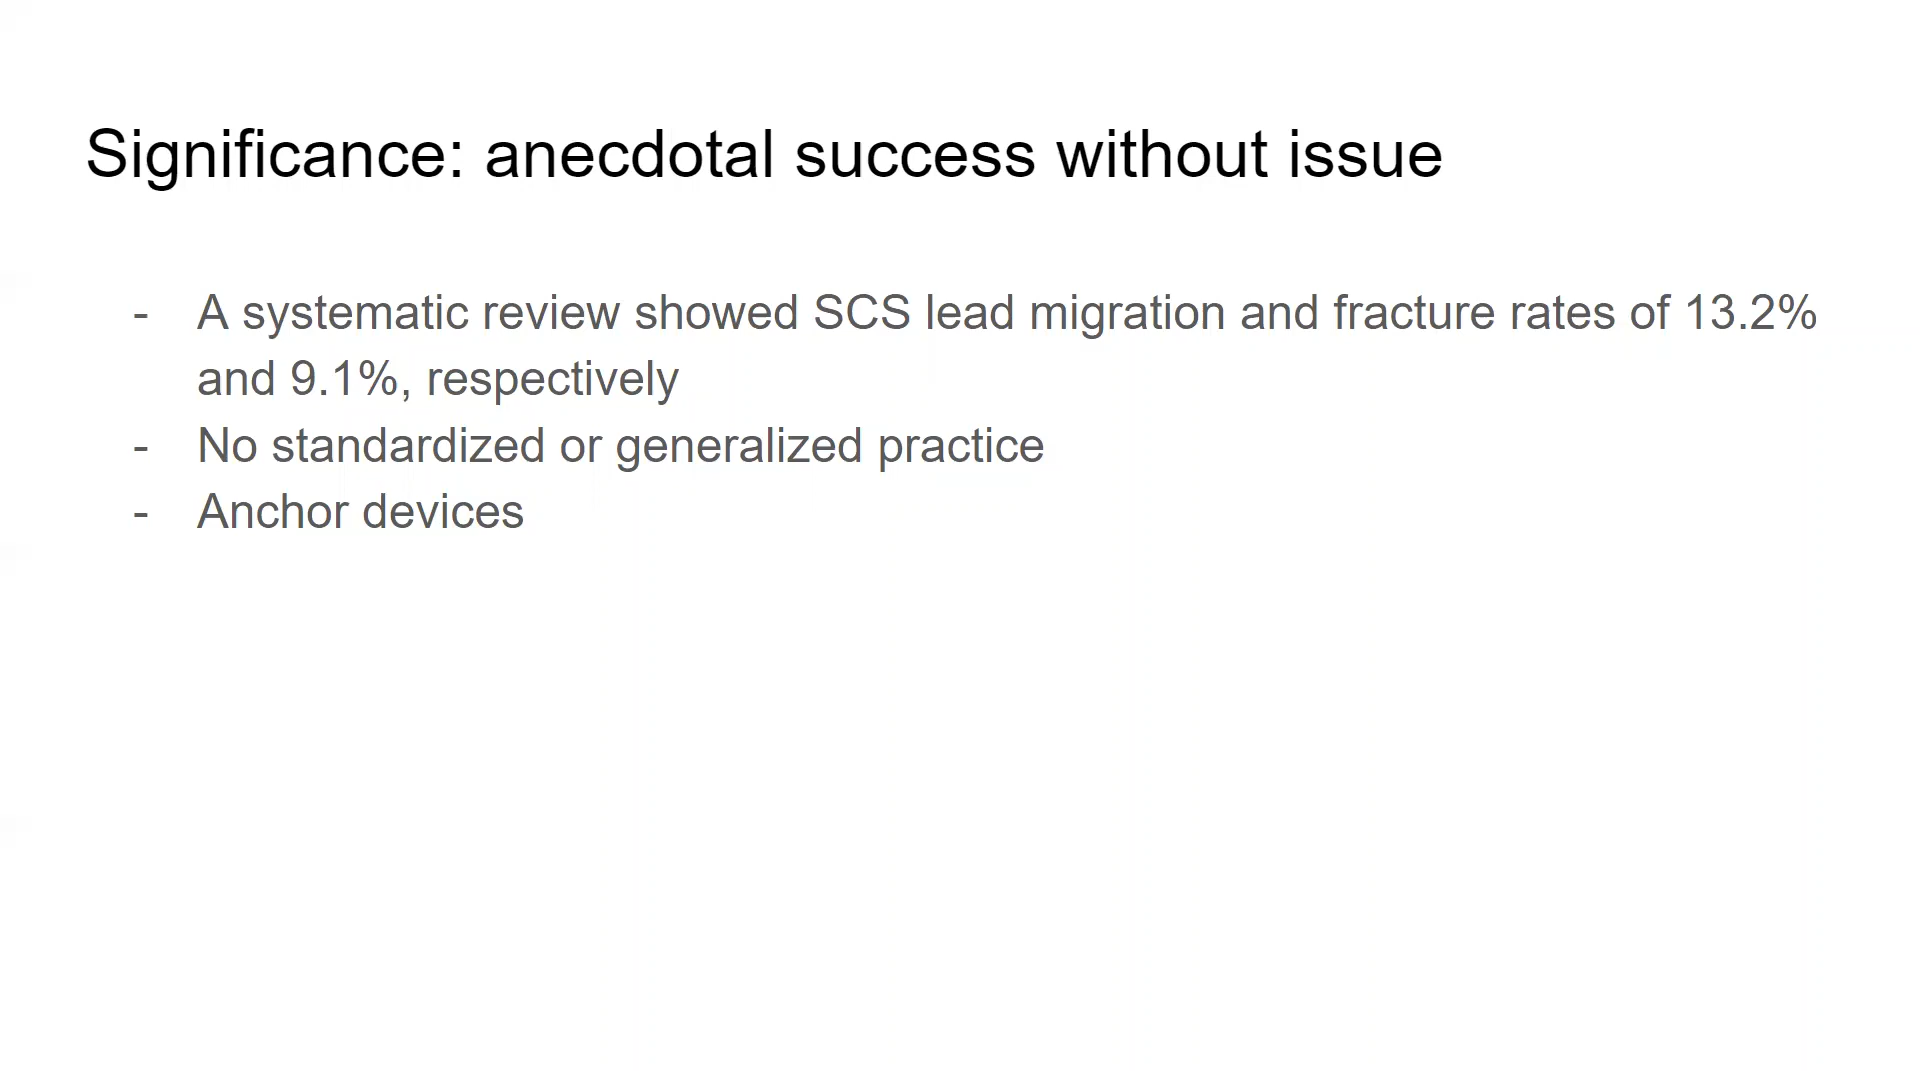 Significance: anecdotal success without issue
- A systematic review showed SCS lead migration and fracture rates of 13.2%
and 9.1%, respectively
- No standardized or generalized practice
- Anchor devices